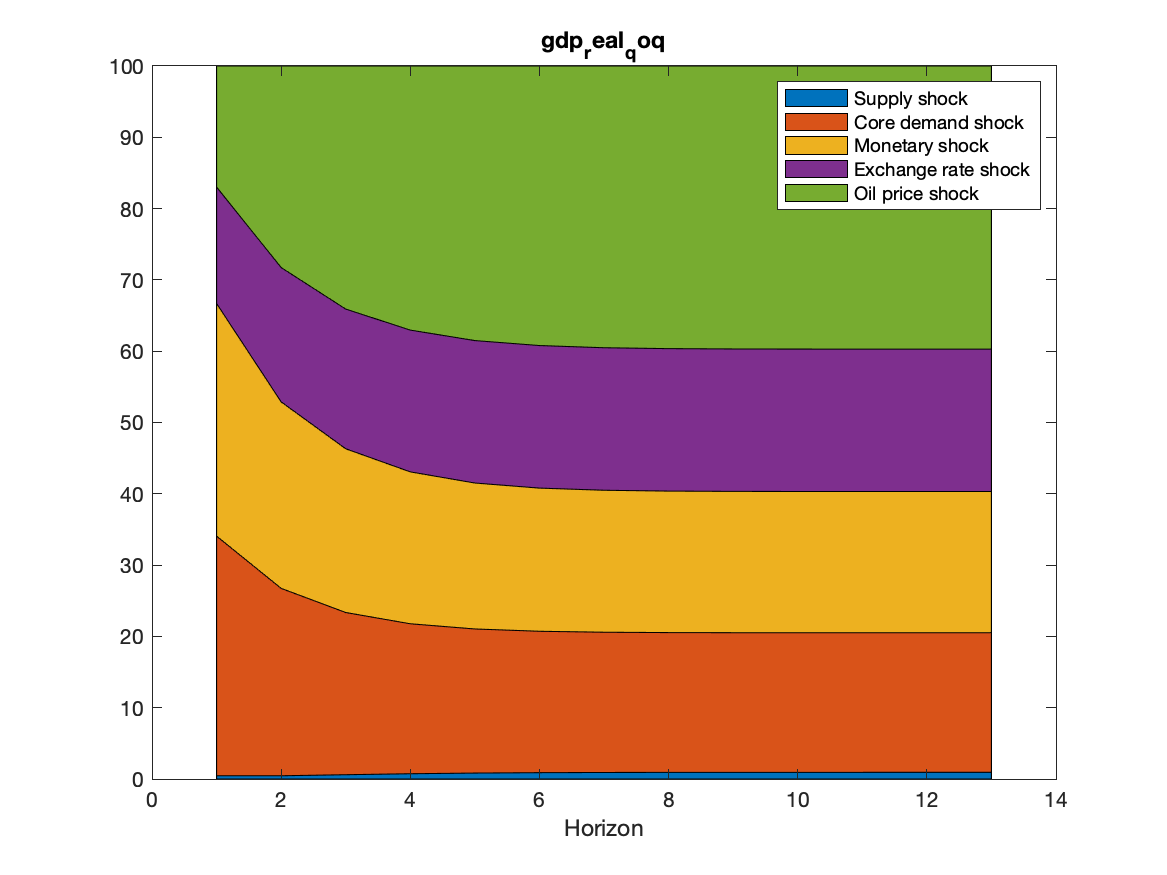 gdp_real_qoq
100
90
80
70
60
50
40
30
20
10
0
Supply shock
Core demand shock
Monetary shock
Exchange rate shock
Oil price shock
0 2 4 6 8 10 12 14
Horizon